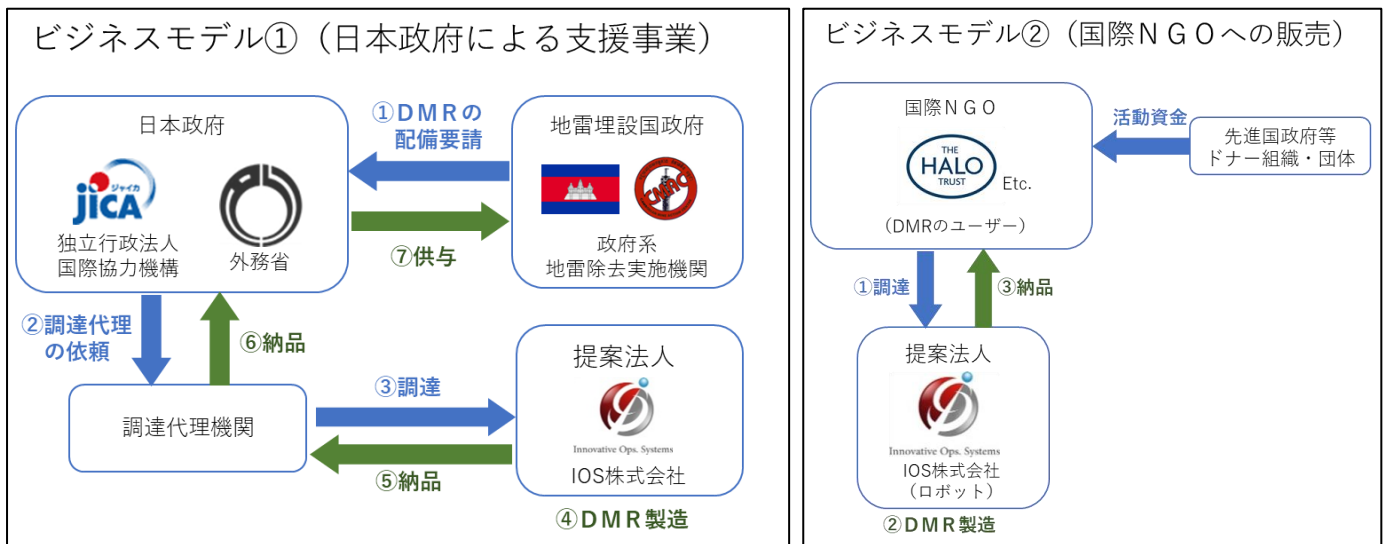 ビジネスモデル①（日本政府による支援事業）
日本政府
ジャイカ
JICA
独立行政法人
国際協力機構
外務省
①ＤＭＲの
配備要請
⑦供与
地雷埋設国政府
CMAC
政府系
地雷除去実施機関
②調達代理
の依頼
⑥納品
調達代理機関
③調達
⑤納品
提案法人
Innovative Ops. Systems
IOS株式会社
④ＤＭＲ製造
ビジネスモデル②（国際ＮＧＯへの販売）
国際ＮＧＯ
THE
HALO
TRUST
Etc.
（DMRのユーザー）
活動資金
先進国政府等
ドナー組織・団体
①調達
③納品
提案法人
Innovative Ops. Systems
IOS株式会社
（ロボット）
②ＤＭＲ製造